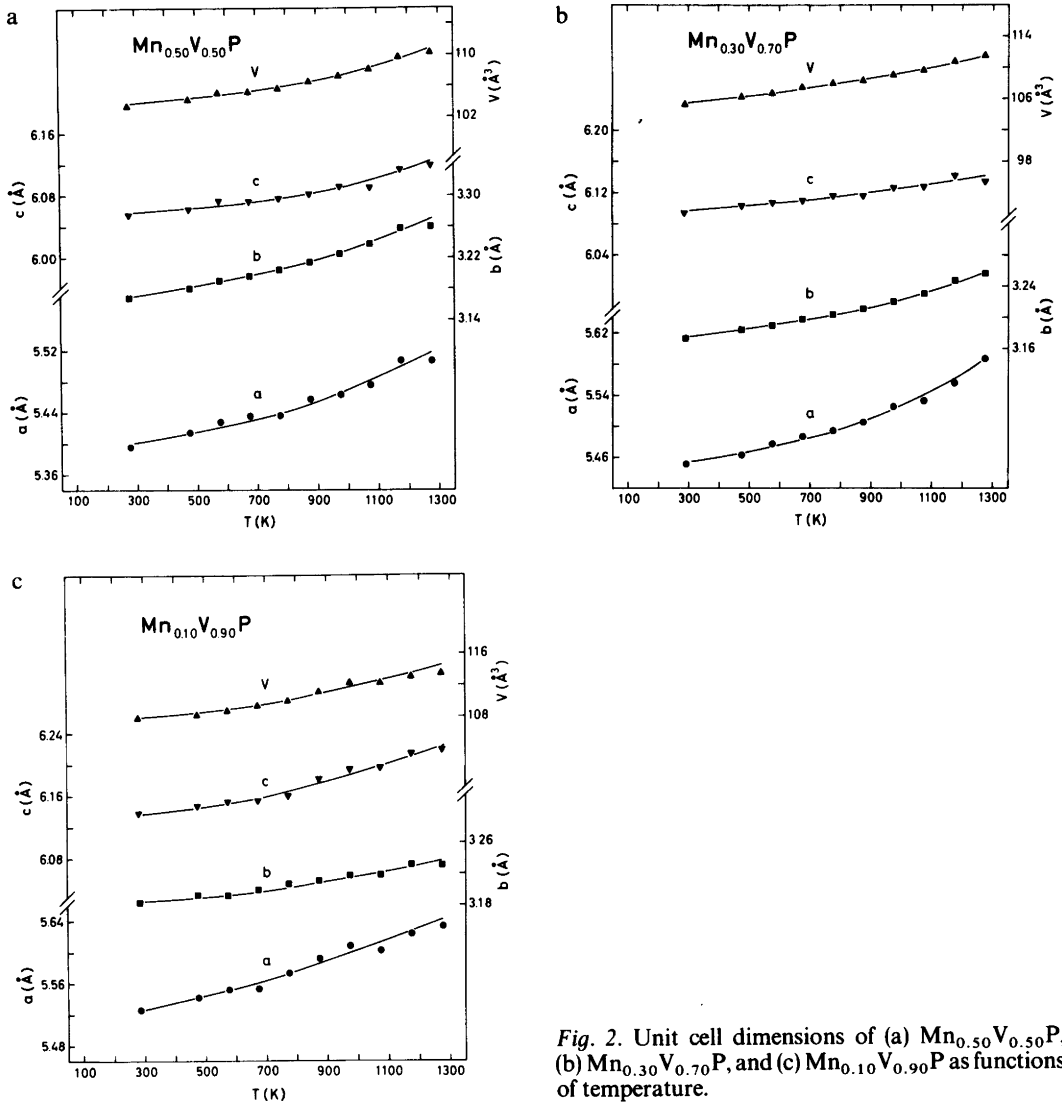 a
Mn0.50V0.50P
V
110
102
V (Å3)
6.16
6.08
6.00
c (Å)
c
3.30
3.22
3.14
b (Å)
b
5.52
5.44
5.36
a (Å)
a
100 300 500 700 900 1100 1300
T (K)
b
Mn0.30V0.70P
V
114
106
98
V (Å3)
6.20
6.12
6.04
c (Å)
c
3.24
3.16
b (Å)
b
5.62
5.54
5.46
a (Å)
a
100 300 500 700 900 1100 1300
T (K)
c
Mn0.10V0.90P
V
116
108
V (Å3)
6.24
6.16
6.08
c (Å)
c
3.26
3.18
b (Å)
b
5.64
5.56
5.48
a (Å)
a
100 300 500 700 900 1100 1300
T (K)
Fig. 2. Unit cell dimensions of (a) Mn0.50V0.50P,
(b) Mn0.30V0.70P, and (c) Mn0.10V0.90P as functions
of temperature.